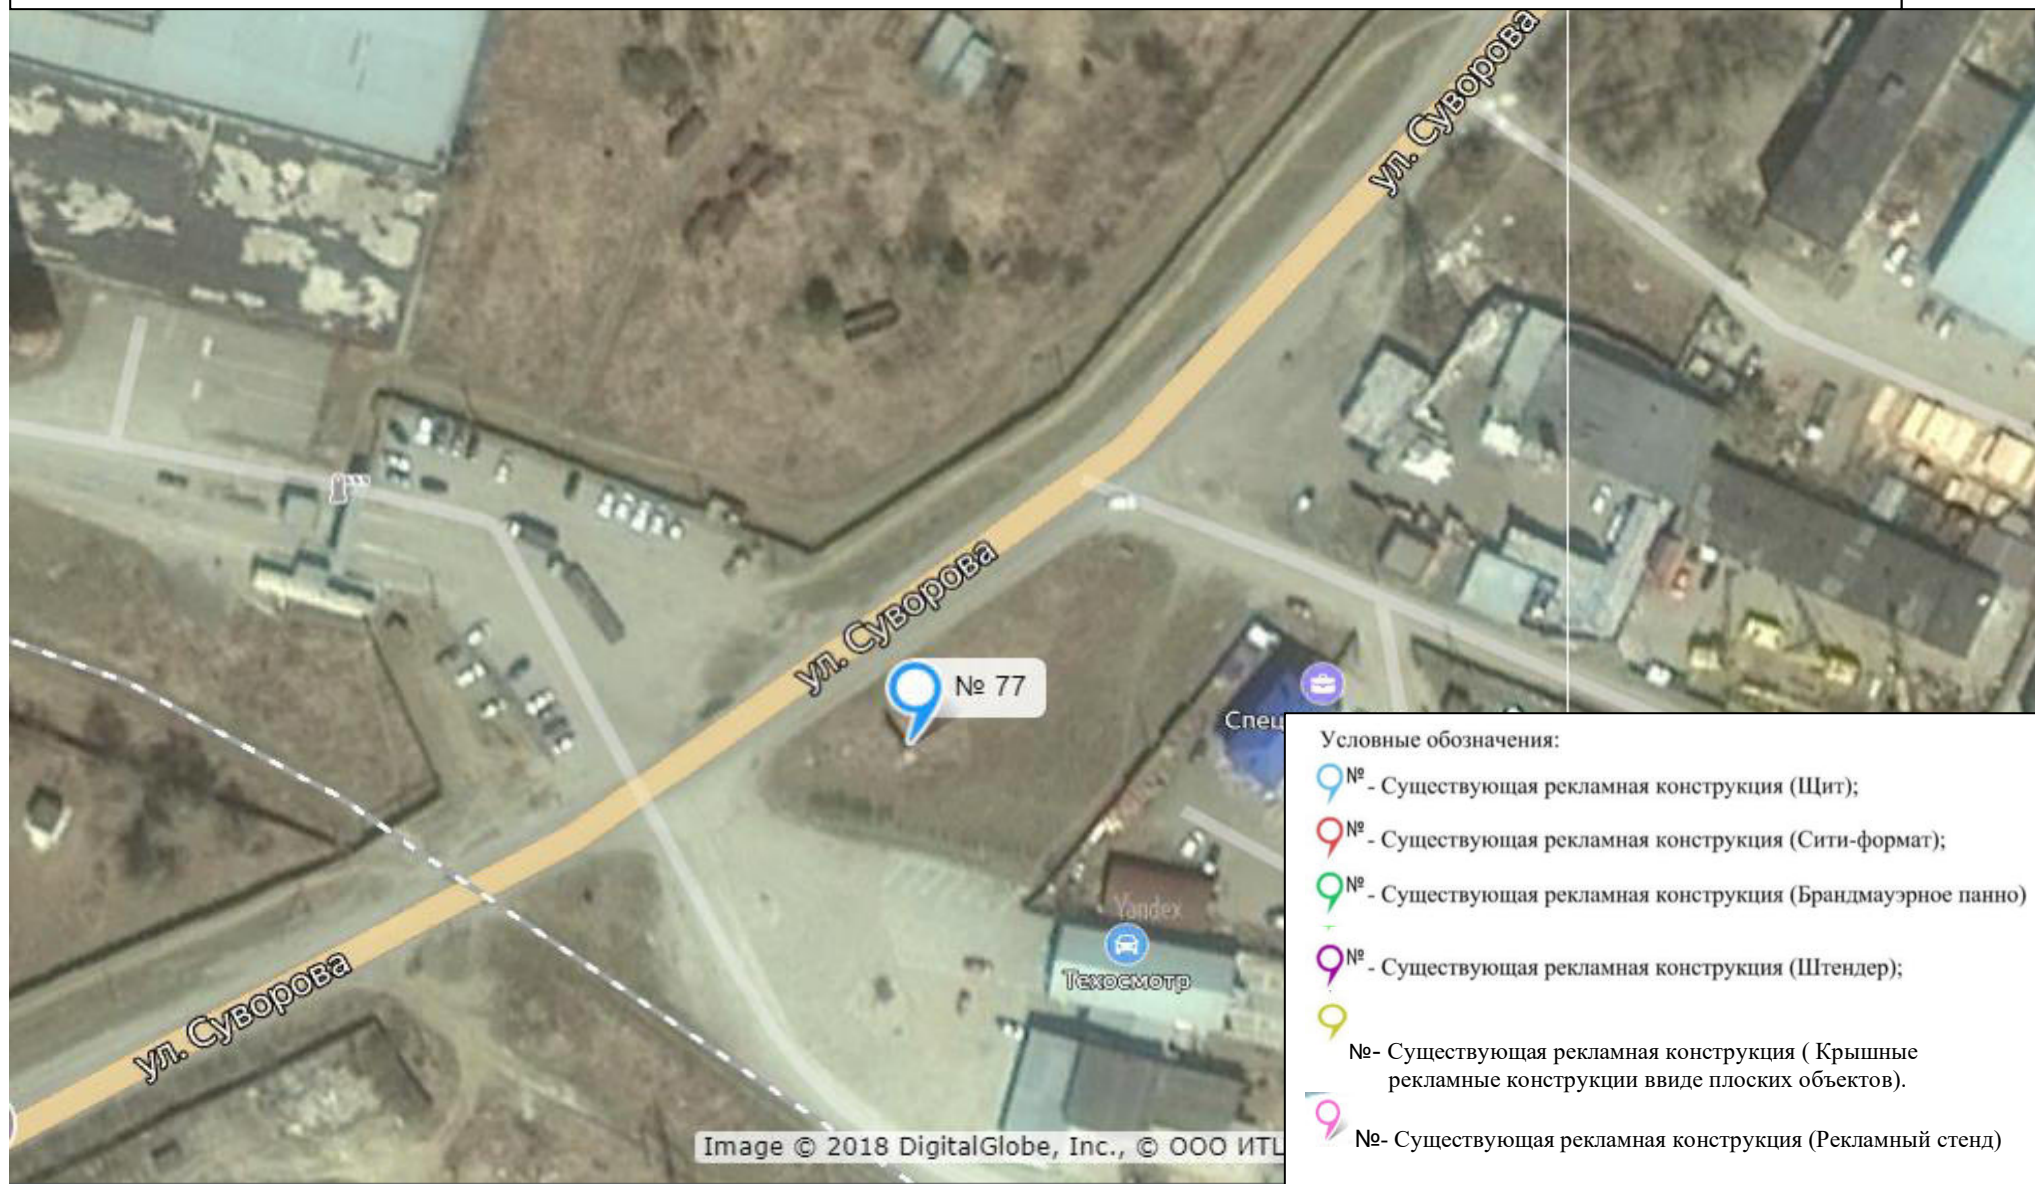 ул. Суворова
ул. Суворова
№ 77
Спец
Yandex
Техосмотр
ул. Суворова
Image © 2018 DigitalGlobe, Inc., © ООО ИТЦ
Условные обозначения:
№ - Существующая рекламная конструкция (Щит);
№ - Существующая рекламная конструкция (Сити-формат);
№ - Существующая рекламная конструкция (Брандмауэрное панно)
№ - Существующая рекламная конструкция (Штендер);
№- Существующая рекламная конструкция ( Крышные
рекламные конструкции ввиде плоских объектов).
№- Существующая рекламная конструкция (Рекламный стенд)